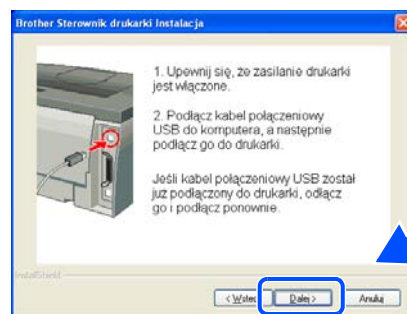 Brother Sterownik drukarki Instalacja
1. Upewnij się, że zasilanie drukarki
jest włączone.
2. Podłącz kabel połączeniowy
USB do komputera, a następnie
podłącz go do drukarki.
Jeśli kabel połączeniowy USB został
już podłączony do drukarki, odłącz
go i podłącz ponownie.
InstallShield
< Wstecz Dalej > Anuluj